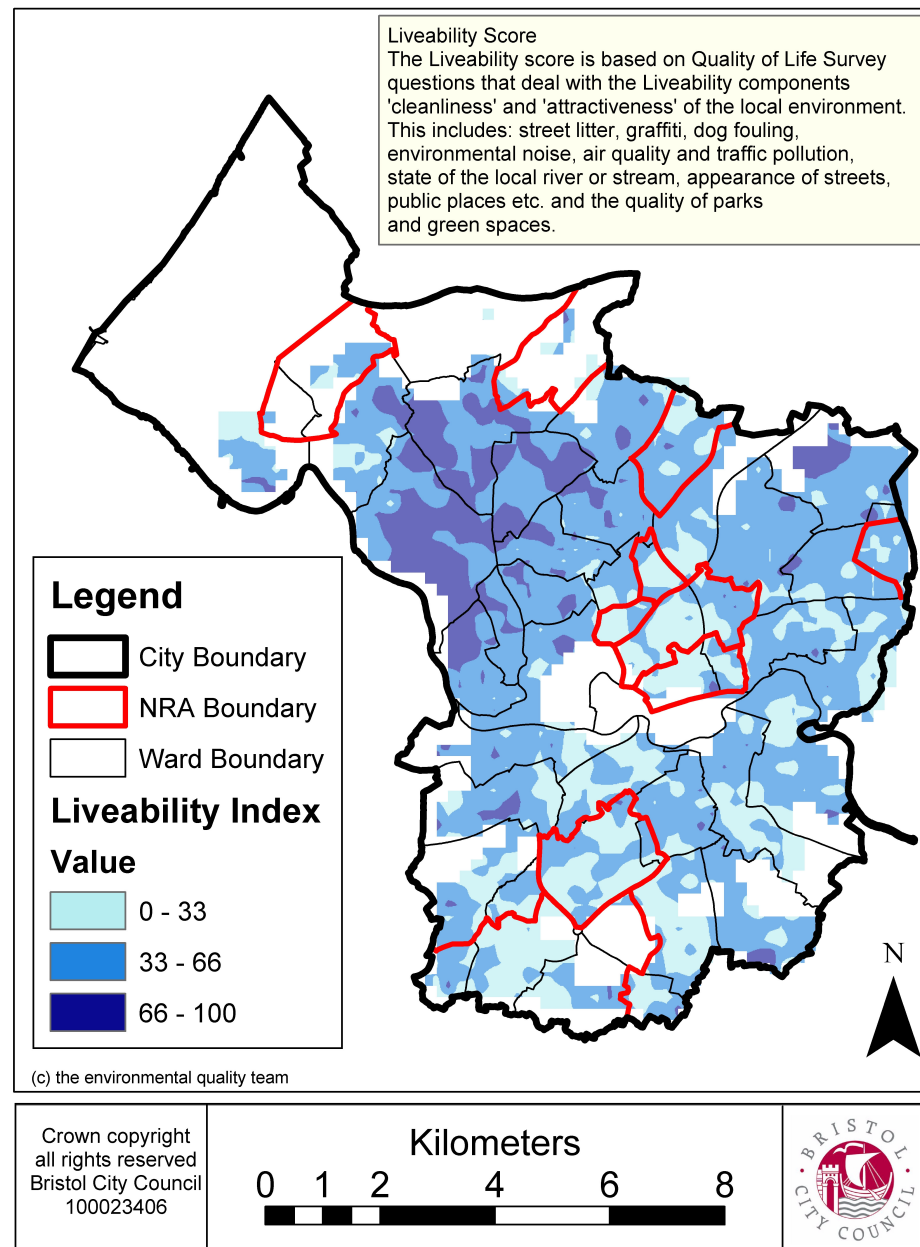 Liveability Score
The Liveability score is based on Quality of Life Survey
questions that deal with the Liveability components
'cleanliness' and 'attractiveness' of the local environment.
This includes: street litter, graffiti, dog fouling,
environmental noise, air quality and traffic pollution,
state of the local river or stream, appearance of streets,
public places etc. and the quality of parks
and green spaces.
Legend
City Boundary
NRA Boundary
Ward Boundary
Liveability Index
Value
0 - 33
33 - 66
66 - 100
N
(c) the environmental quality team
Crown copyright
all rights reserved
Bristol City Council
100023406
Kilometers
0 1 2 4 6 8
BRISTOL
CITY COUNCIL